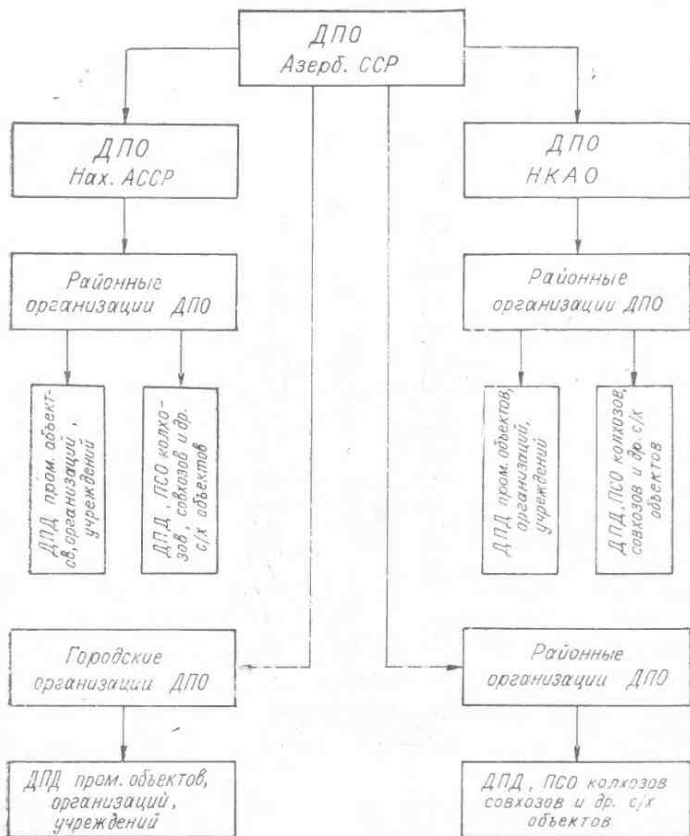 ДПО
Азерб. ССР
ДПО
Нах. АССР
ДПО
НКАО
Районные
организации ДПО
Районные
организации ДПО
ДПД пром. объект-
ов, организаций,
учреждений
ДПД, ПСО колхо-
зов, совхозов и др.
с/х объектов
ДПД пром. объектов,
организаций,
учреждений
ДПД, ПСО колхозов,
совхозов и др. с/х
объектов
Городские
организации ДПО
Районные
организации ДПО
ДПД пром. объектов,
организаций,
учреждений
ДПД, ПСО колхозов
совхозов и др. с/х
объектов